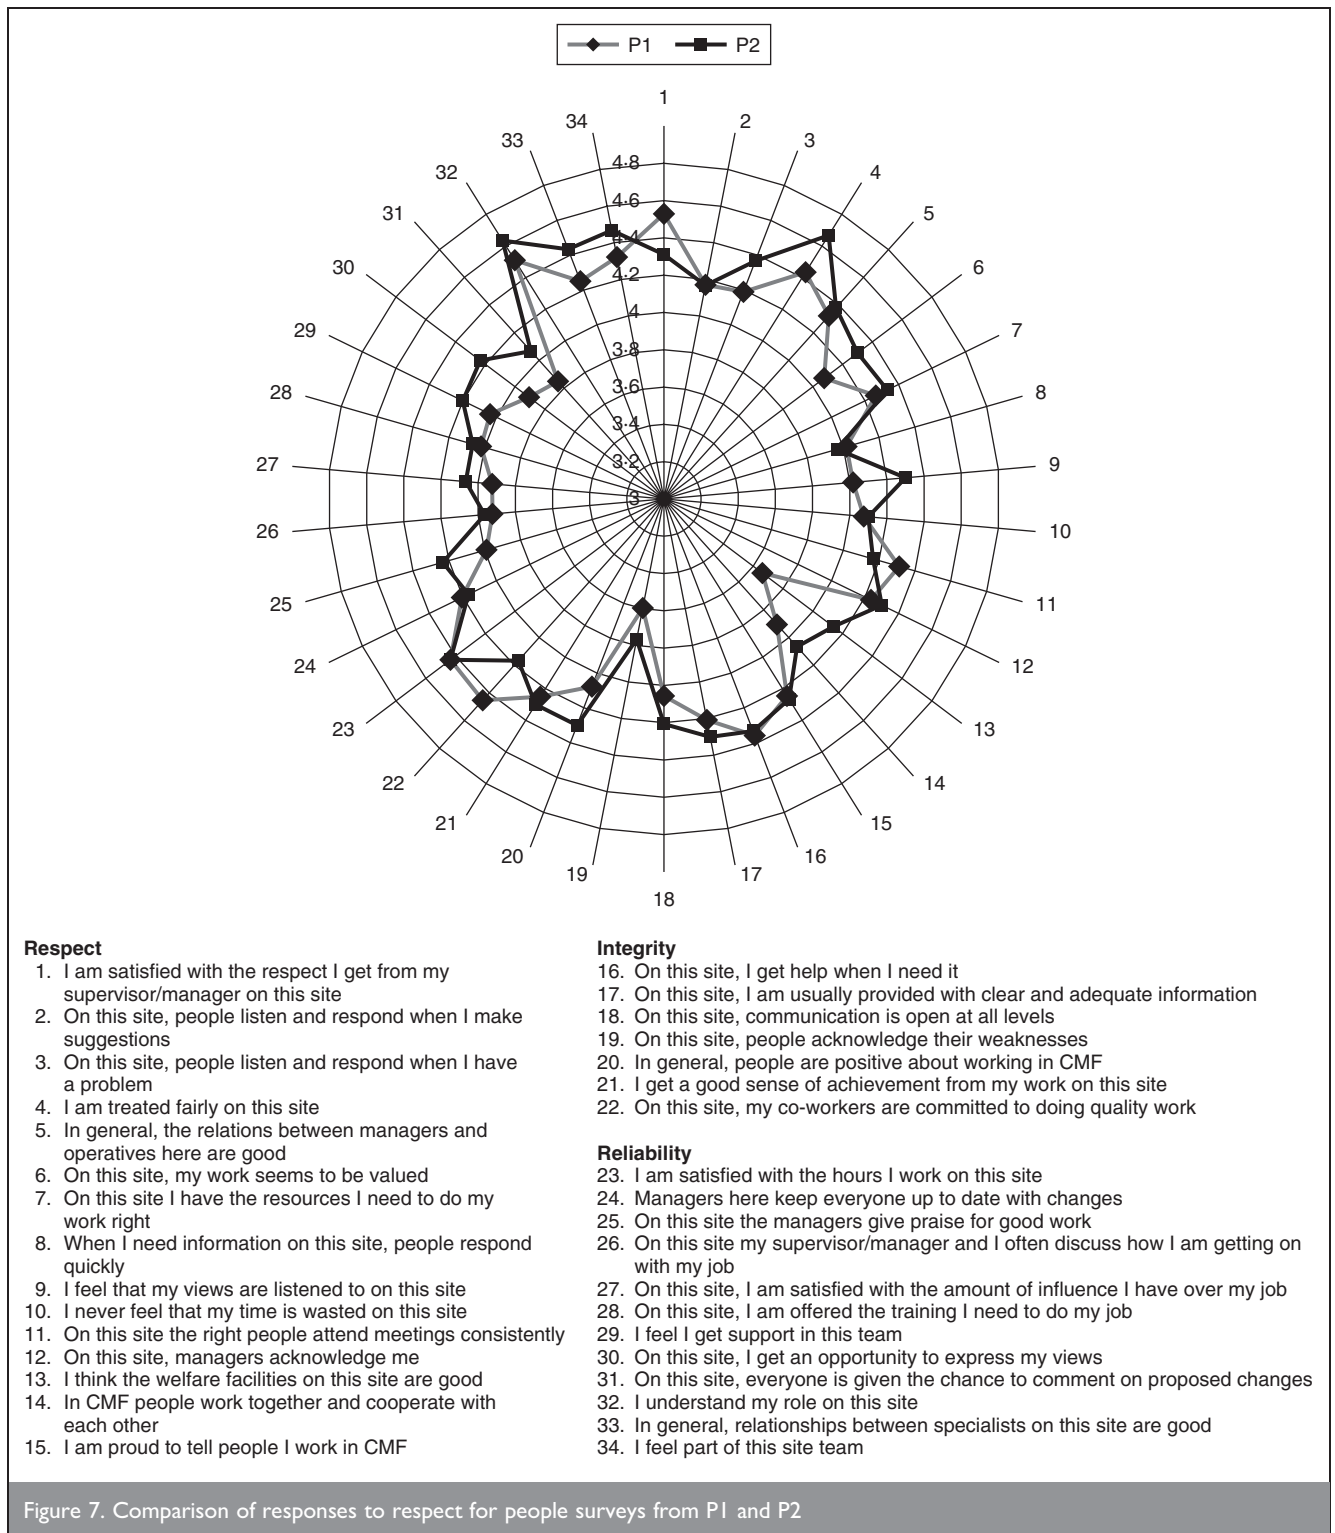 P1 P2
1
2
3
4
5
6
7
8
9
10
11
12
13
14
15
16
17
18
19
20
21
22
23
24
25
26
27
28
29
30
31
32
33
34
4·8
4·6
4·4
4·2
4
3·8
3·6
3·4
3·2
3
Respect
1. I am satisfied with the respect I get from my
supervisor/manager on this site
2. On this site, people listen and respond when I make
suggestions
3. On this site, people listen and respond when I have
a problem
4. I am treated fairly on this site
5. In general, the relations between managers and
operatives here are good
6. On this site, my work seems to be valued
7. On this site I have the resources I need to do my
work right
8. When I need information on this site, people respond
quickly
9. I feel that my views are listened to on this site
10. I never feel that my time is wasted on this site
11. On this site the right people attend meetings consistently
12. On this site, managers acknowledge me
13. I think the welfare facilities on this site are good
14. In CMF people work together and cooperate with
each other
15. I am proud to tell people I work in CMF
Integrity
16. On this site, I get help when I need it
17. On this site, I am usually provided with clear and adequate information
18. On this site, communication is open at all levels
19. On this site, people acknowledge their weaknesses
20. In general, people are positive about working in CMF
21. I get a good sense of achievement from my work on this site
22. On this site, my co-workers are committed to doing quality work
Reliability
23. I am satisfied with the hours I work on this site
24. Managers here keep everyone up to date with changes
25. On this site the managers give praise for good work
26. On this site my supervisor/manager and I often discuss how I am getting on
with my job
27. On this site, I am satisfied with the amount of influence I have over my job
28. On this site, I am offered the training I need to do my job
29. I feel I get support in this team
30. On this site, I get an opportunity to express my views
31. On this site, everyone is given the chance to comment on proposed changes
32. I understand my role on this site
33. In general, relationships between specialists on this site are good
34. I feel part of this site team
Figure 7. Comparison of responses to respect for people surveys from P1 and P2